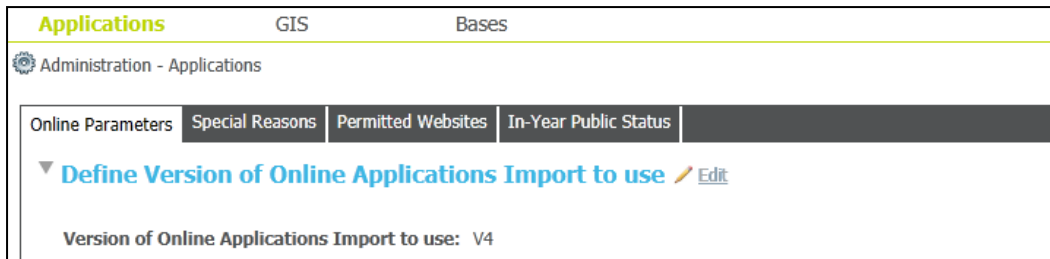 Applications GIS Bases
Administration - Applications
Online Parameters Special Reasons Permitted Websites In-Year Public Status
Define Version of Online Applications Import to use Edit
Version of Online Applications Import to use: V4